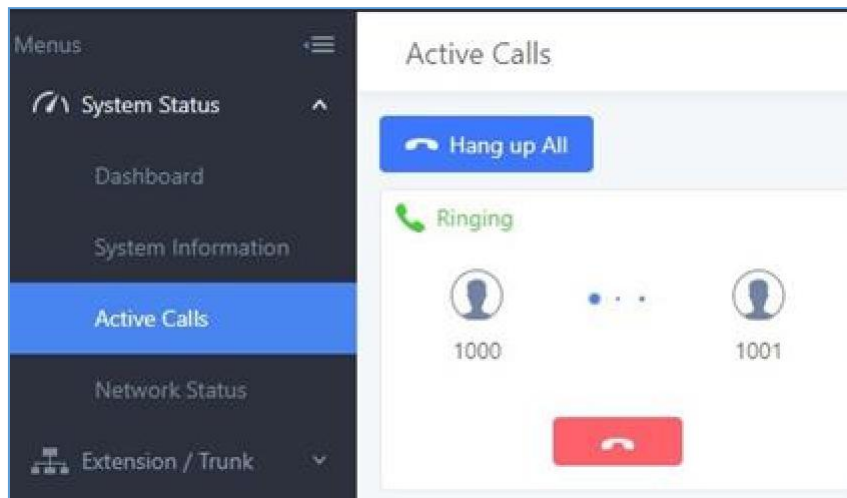 Menus
System Status
Dashboard
System Information
Active Calls
Network Status
Extension / Trunk
Active Calls
Hang up All
Ringing
1000
1001